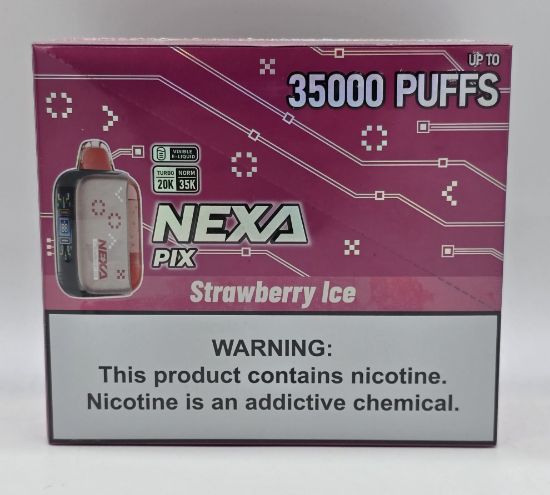 UP TO
35000 PUFFS
VISIBLE
E-LIQUID
TURBO NORM
20K 35K
NEXA
PIX
NEXA
Strawberry Ice
WARNING:
This product contains nicotine.
Nicotine is an addictive chemical.